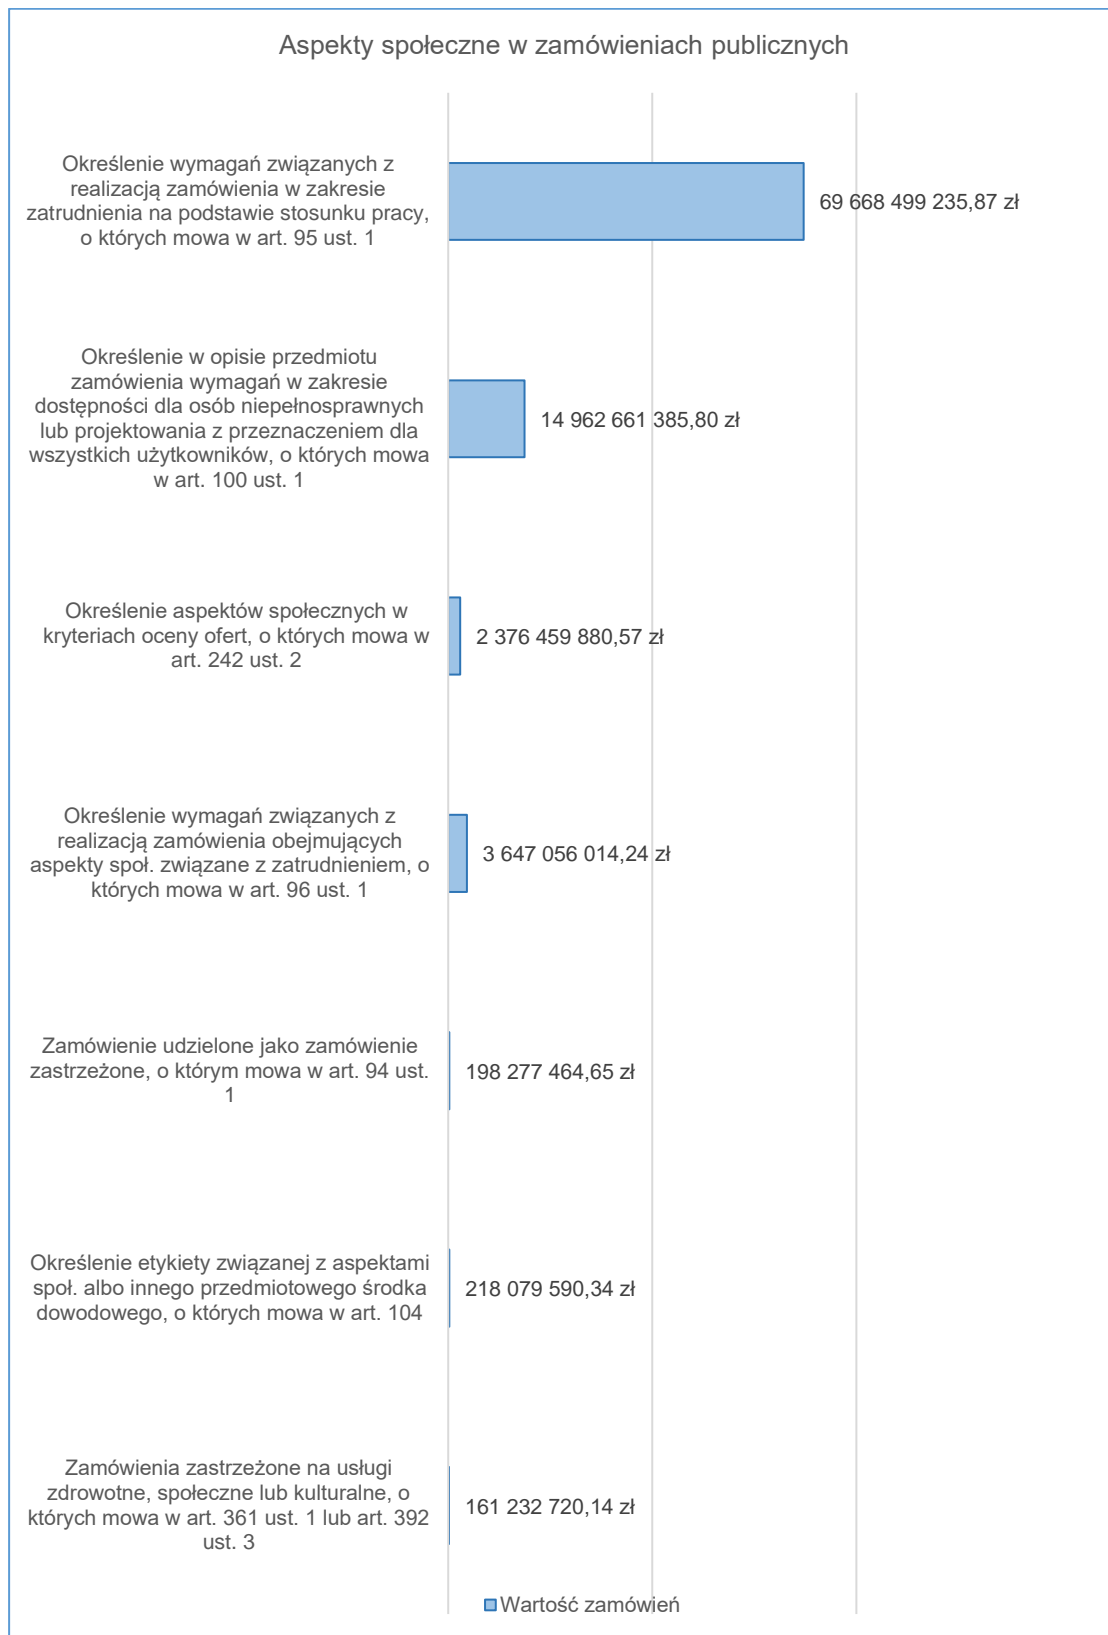 Aspekty społeczne w zamówieniach publicznych
Określenie wymagań związanych z
realizacją zamówienia w zakresie
zatrudnienia na podstawie stosunku pracy,
o których mowa w art. 95 ust. 1
69 668 499 235,87 zł
Określenie w opisie przedmiotu
zamówienia wymagań w zakresie
dostępności dla osób niepełnosprawnych
lub projektowania z przeznaczeniem dla
wszystkich użytkowników, o których mowa
w art. 100 ust. 1
14 962 661 385,80 zł
Określenie aspektów społecznych w
kryteriach oceny ofert, o których mowa w
art. 242 ust. 2
2 376 459 880,57 zł
Określenie wymagań związanych z
realizacją zamówienia obejmujących
aspekty społ. związane z zatrudnieniem, o
których mowa w art. 96 ust. 1
3 647 056 014,24 zł
Zamówienie udzielone jako zamówienie
zastrzeżone, o którym mowa w art. 94 ust.
1
198 277 464,65 zł
Określenie etykiety związanej z aspektami
społ. albo innego przedmiotowego środka
dowodowego, o których mowa w art. 104
218 079 590,34 zł
Zamówienia zastrzeżone na usługi
zdrowotne, społeczne lub kulturalne, o
których mowa w art. 361 ust. 1 lub art. 392
ust. 3
161 232 720,14 zł
Wartość zamówień